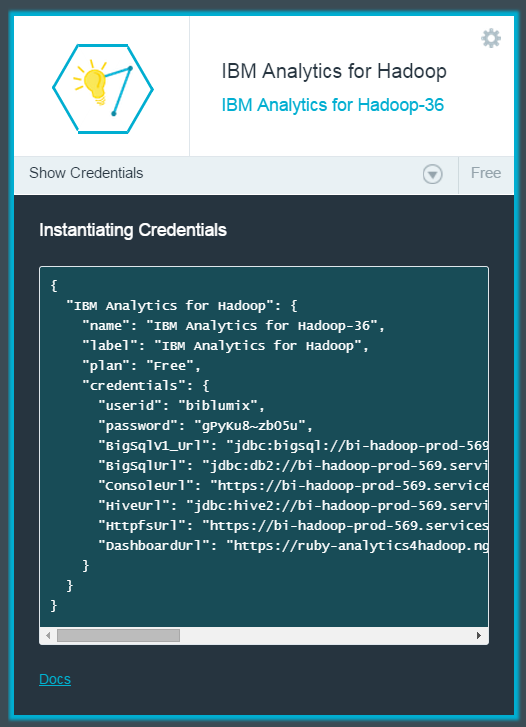 IBM Analytics for Hadoop
IBM Analytics for Hadoop-36
Show Credentials
Free
Instantiating Credentials
{
"IBM Analytics for Hadoop": {
"name": "IBM Analytics for Hadoop-36",
"label": "IBM Analytics for Hadoop",
"plan": "Free",
"credentials": {
"userid": "biblumix",
"password": "gPyKu8~zbO5u",
"BigSqlV1_Url": "jdbc:bigsql://bi-hadoop-prod-569
"BigSqlUrl": "jdbc:db2://bi-hadoop-prod-569.servi
"ConsoleUrl": "https://bi-hadoop-prod-569.service
"HiveUrl": "jdbc:hive2://bi-hadoop-prod-569.servi
"HttpfsUrl": "https://bi-hadoop-prod-569.services
"DashboardUrl": "https://ruby-analytics4hadoop.ng
}
}
}
Docs